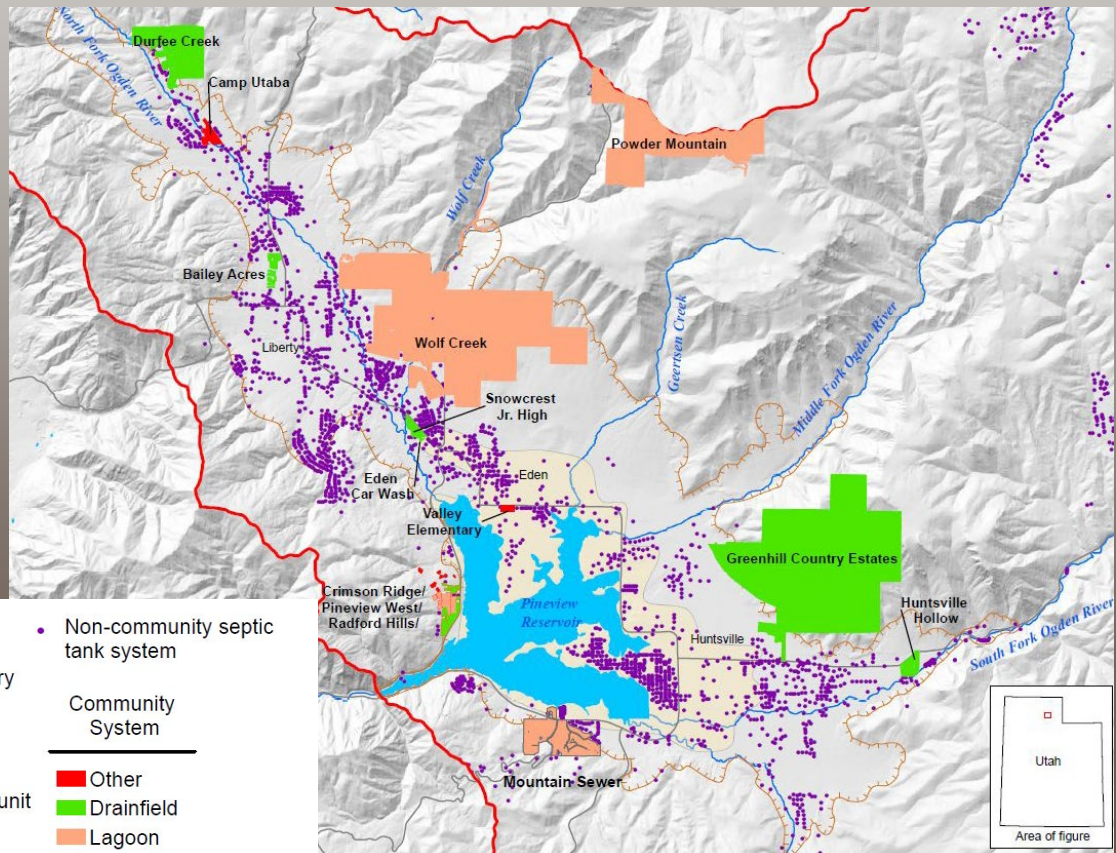 Durfee Creek
North Fork Ogden River
Camp Utaba
Powder Mountain
Wolf Creek
Bailey Acres
Geertsen Creek
Middle Fork Ogden River
Liberty
Wolf Creek
Snowcrest
Jr. High
Eden
Eden
Car Wash
Valley
Elementary
Greenhill Country Estates
Crimson Ridge/
Pineview West/
Radford Hills/
Pineview
Reservoir
Huntsville
Huntsville
Hollow
South Fork Ogden River
Mountain Sewer
Utah
Area of figure
Non-community septic
tank system
Community
System
unit
Other
Drainfield
Lagoon